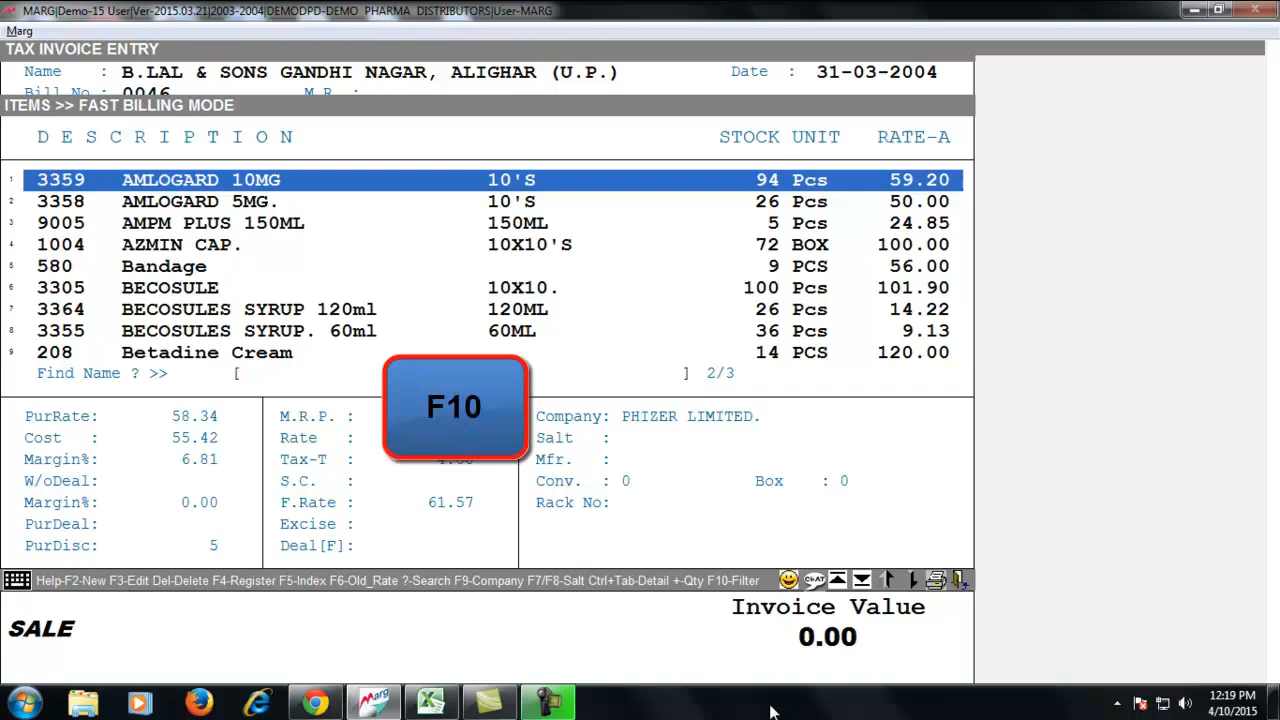 MARG|Demo-15 User|Ver-2015.03.21|2003-2004|DEMODPD-DEMO PHARMA DISTRIBUTORS|User-MARG
Marg
TAX INVOICE ENTRY
Name : B.LAL & SONS GANDHI NAGAR, ALIGHAR (U.P.) Date : 31-03-2004
Bill No : 0046 M.R. :
ITEMS >> FAST BILLING MODE
D E S C R I P T I O N STOCK UNIT RATE-A
1 3359 AMLOGARD 10MG 10'S 94 Pcs 59.20
2 3358 AMLOGARD 5MG. 10'S 26 Pcs 50.00
3 9005 AMPM PLUS 150ML 150ML 5 Pcs 24.85
4 1004 AZMIN CAP. 10X10'S 72 BOX 100.00
5 580 Bandage 9 PCS 56.00
6 3305 BECOSULE 10X10. 100 Pcs 101.90
7 3364 BECOSULES SYRUP 120ml 120ML 26 Pcs 14.22
8 3355 BECOSULES SYRUP. 60ml 60ML 36 Pcs 9.13
9 208 Betadine Cream 14 PCS 120.00
Find Name ? >> [ ] 2/3
F10
PurRate: 58.34 M.R.P. : Company: PHIZER LIMITED.
Cost : 55.42 Rate : Salt :
Margin%: 6.81 Tax-T : Mfr. :
W/oDeal: S.C. : Conv. : 0 Box : 0
Margin%: 0.00 F.Rate : 61.57 Rack No:
PurDeal: Excise :
PurDisc: 5 Deal[F]:
Help-F2-New F3-Edit Del-Delete F4-Register F5-Index F6-Old_Rate ?-Search F9-Company F7/F8-Salt Ctrl+Tab-Detail +-Qty F10-Filter CHAT
Invoice Value
SALE 0.00
Marg
12:19 PM
4/10/2015